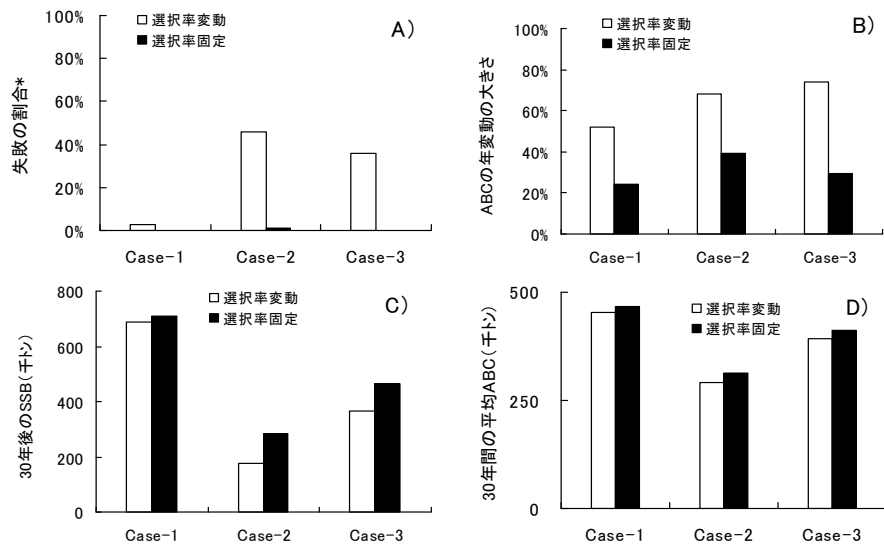 A)
選択率変動
選択率固定
失敗の割合*
100%
80%
60%
40%
20%
0%
Case-1
Case-2
Case-3
B)
選択率変動
選択率固定
ABCの年変動の大きさ
100%
80%
60%
40%
20%
0%
Case-1
Case-2
Case-3
C)
選択率変動
選択率固定
30年後のSSB(千トン)
800
600
400
200
0
Case-1
Case-2
Case-3
D)
選択率変動
選択率固定
30年間の平均ABC(千トン)
500
250
0
Case-1
Case-2
Case-3